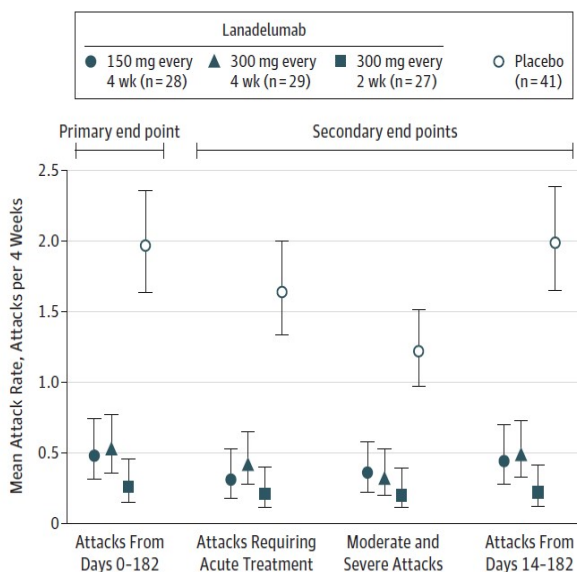 Lanadelumab
150 mg every
4 wk (n=28)
300 mg every
4 wk (n=29)
300 mg every
2 wk (n=27)
Placebo
(n=41)
Primary end point
Secondary end points
Mean Attack Rate, Attacks per 4 Weeks
2.5
2.0
1.5
1.0
0.5
0
Attacks From
Days 0–182
Attacks Requiring
Acute Treatment
Moderate and
Severe Attacks
Attacks From
Days 14–182